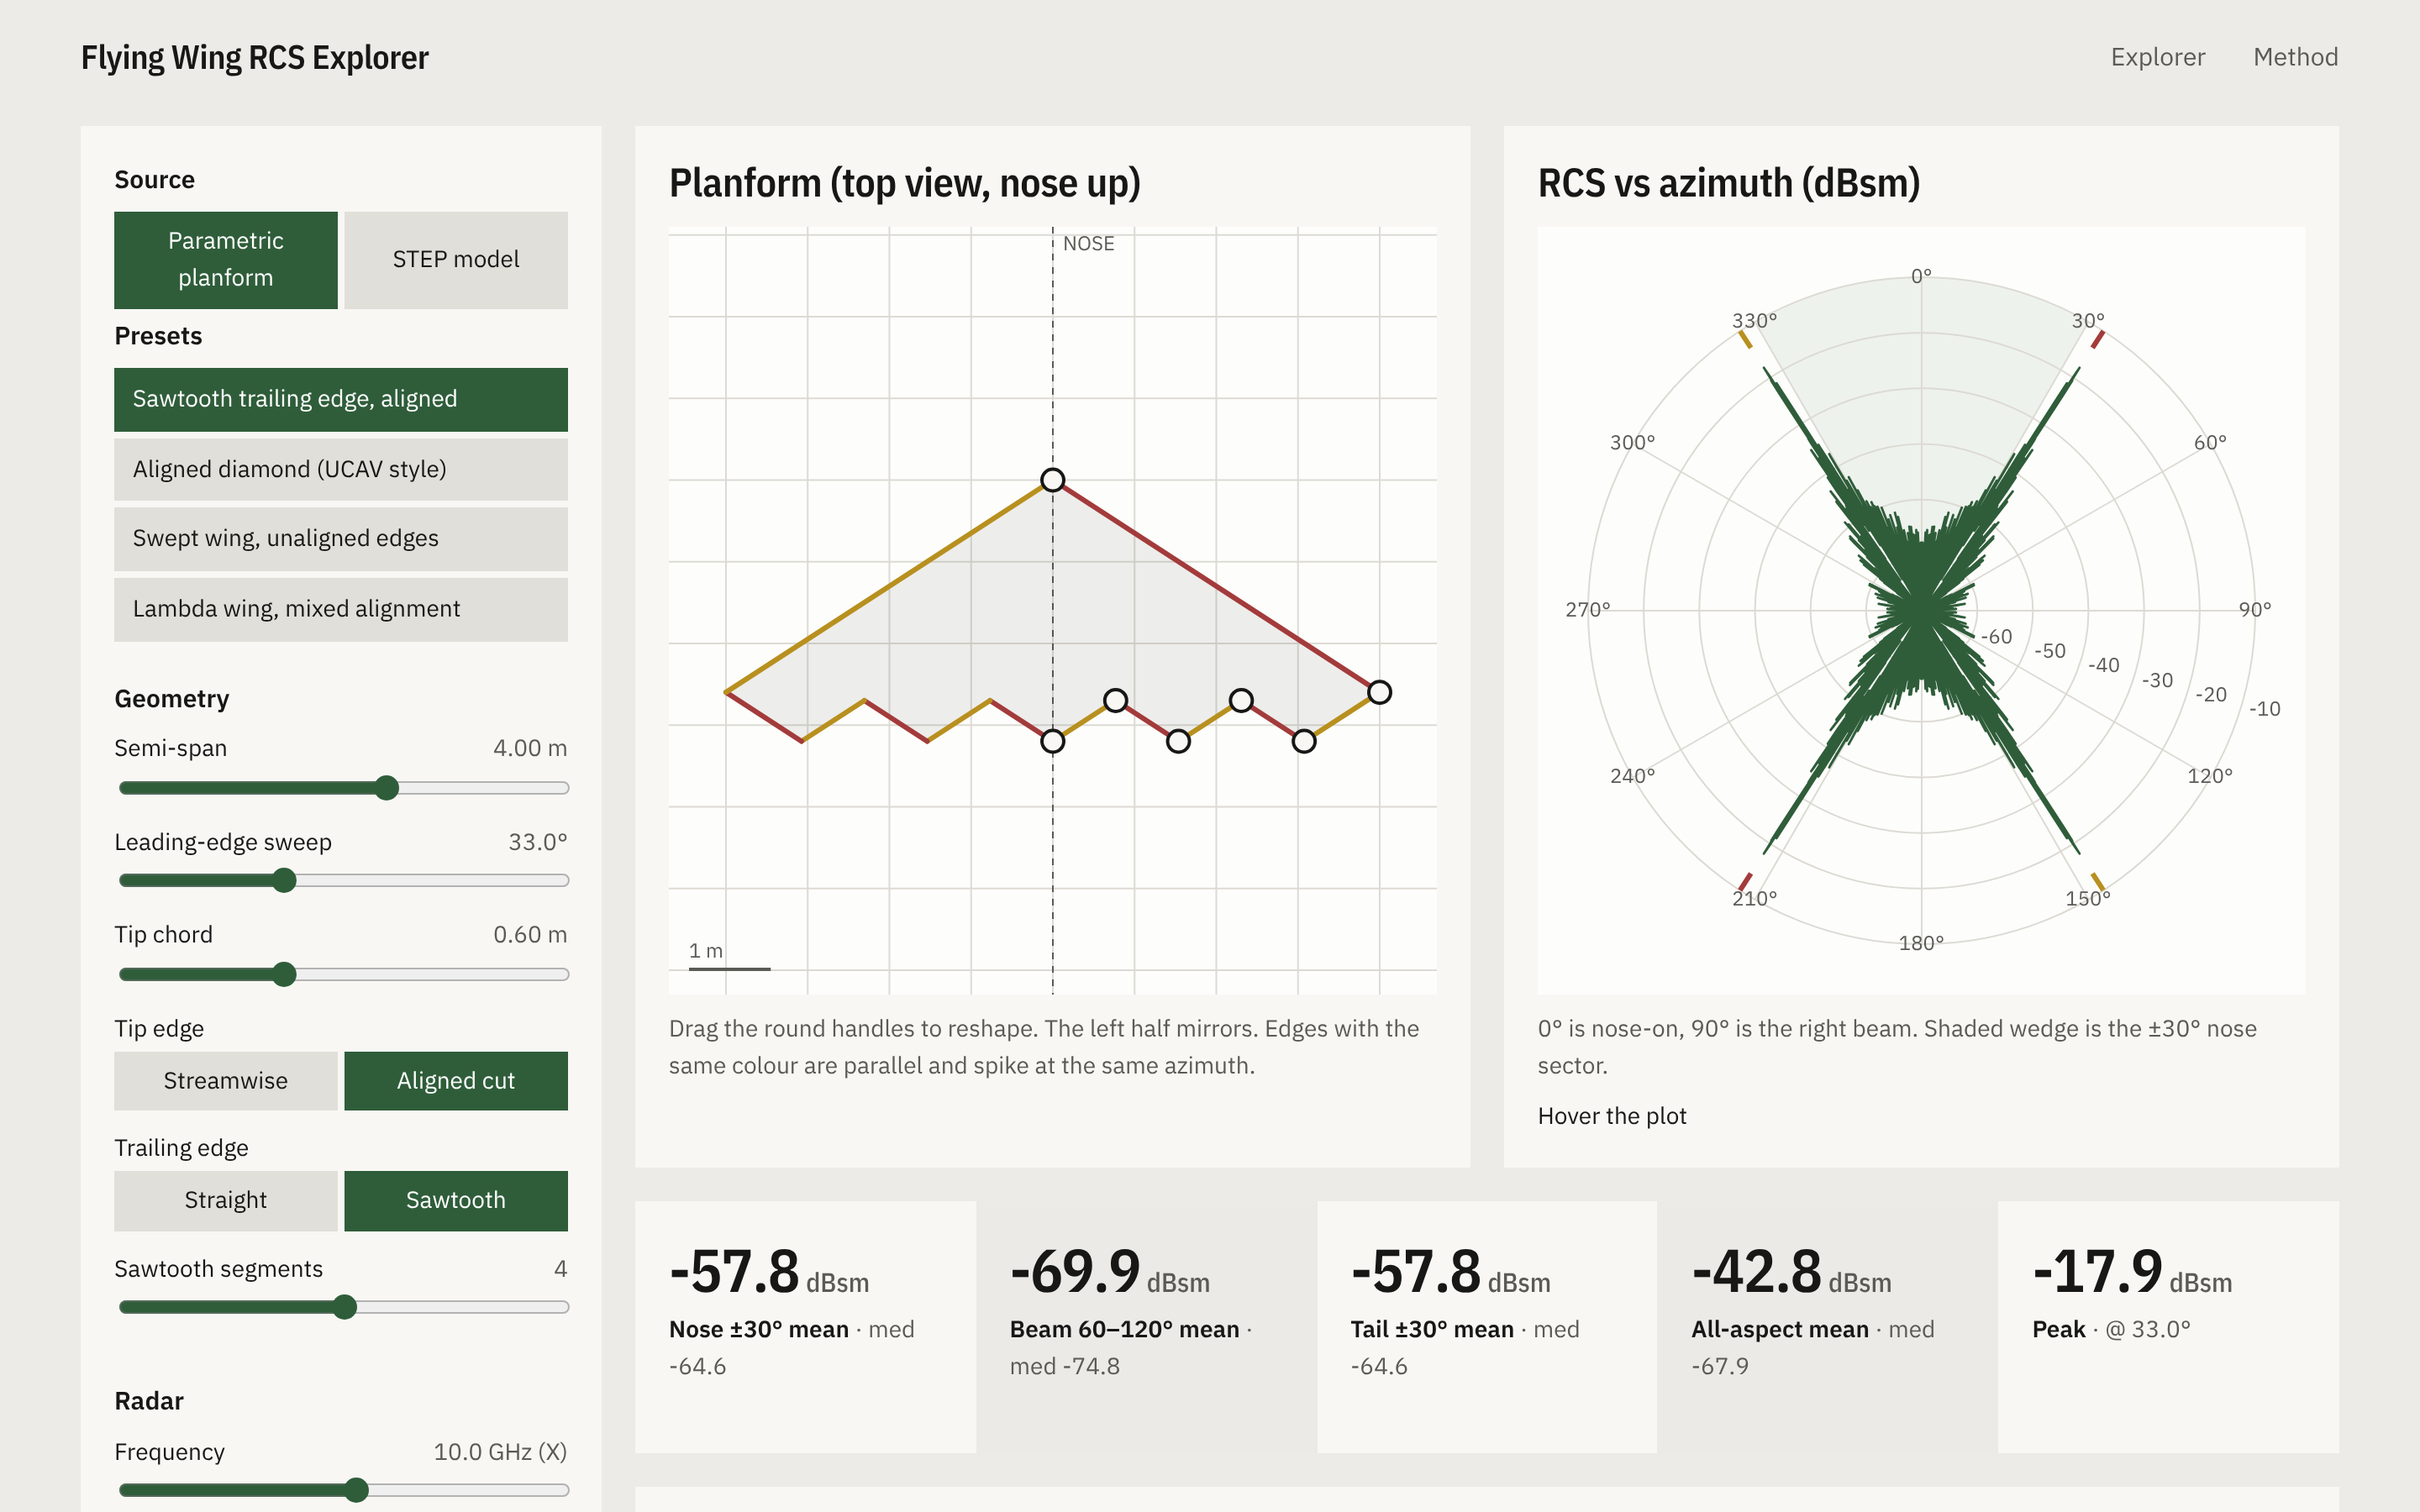 Flying Wing RCS Explorer
Explorer
Method
Source
Parametric
planform
STEP model
Presets
Sawtooth trailing edge, aligned
Aligned diamond (UCAV style)
Swept wing, unaligned edges
Lambda wing, mixed alignment
Geometry
Semi-span 4.00 m
Leading-edge sweep 33.0°
Tip chord 0.60 m
Tip edge
Streamwise
Aligned cut
Trailing edge
Straight
Sawtooth
Sawtooth segments 4
Radar
Frequency 10.0 GHz (X)
Planform (top view, nose up)
NOSE
1 m
Drag the round handles to reshape. The left half mirrors. Edges with the
same colour are parallel and spike at the same azimuth.
RCS vs azimuth (dBsm)
0°
330°
30°
300°
60°
270°
90°
-60
-50
-40
-30
-20
-10
240°
120°
210°
150°
180°
0° is nose-on, 90° is the right beam. Shaded wedge is the ±30° nose
sector.
Hover the plot
-57.8 dBsm
Nose ±30° mean · med
-64.6
-69.9 dBsm
Beam 60–120° mean ·
med -74.8
-57.8 dBsm
Tail ±30° mean · med
-64.6
-42.8 dBsm
All-aspect mean · med
-67.9
-17.9 dBsm
Peak · @ 33.0°